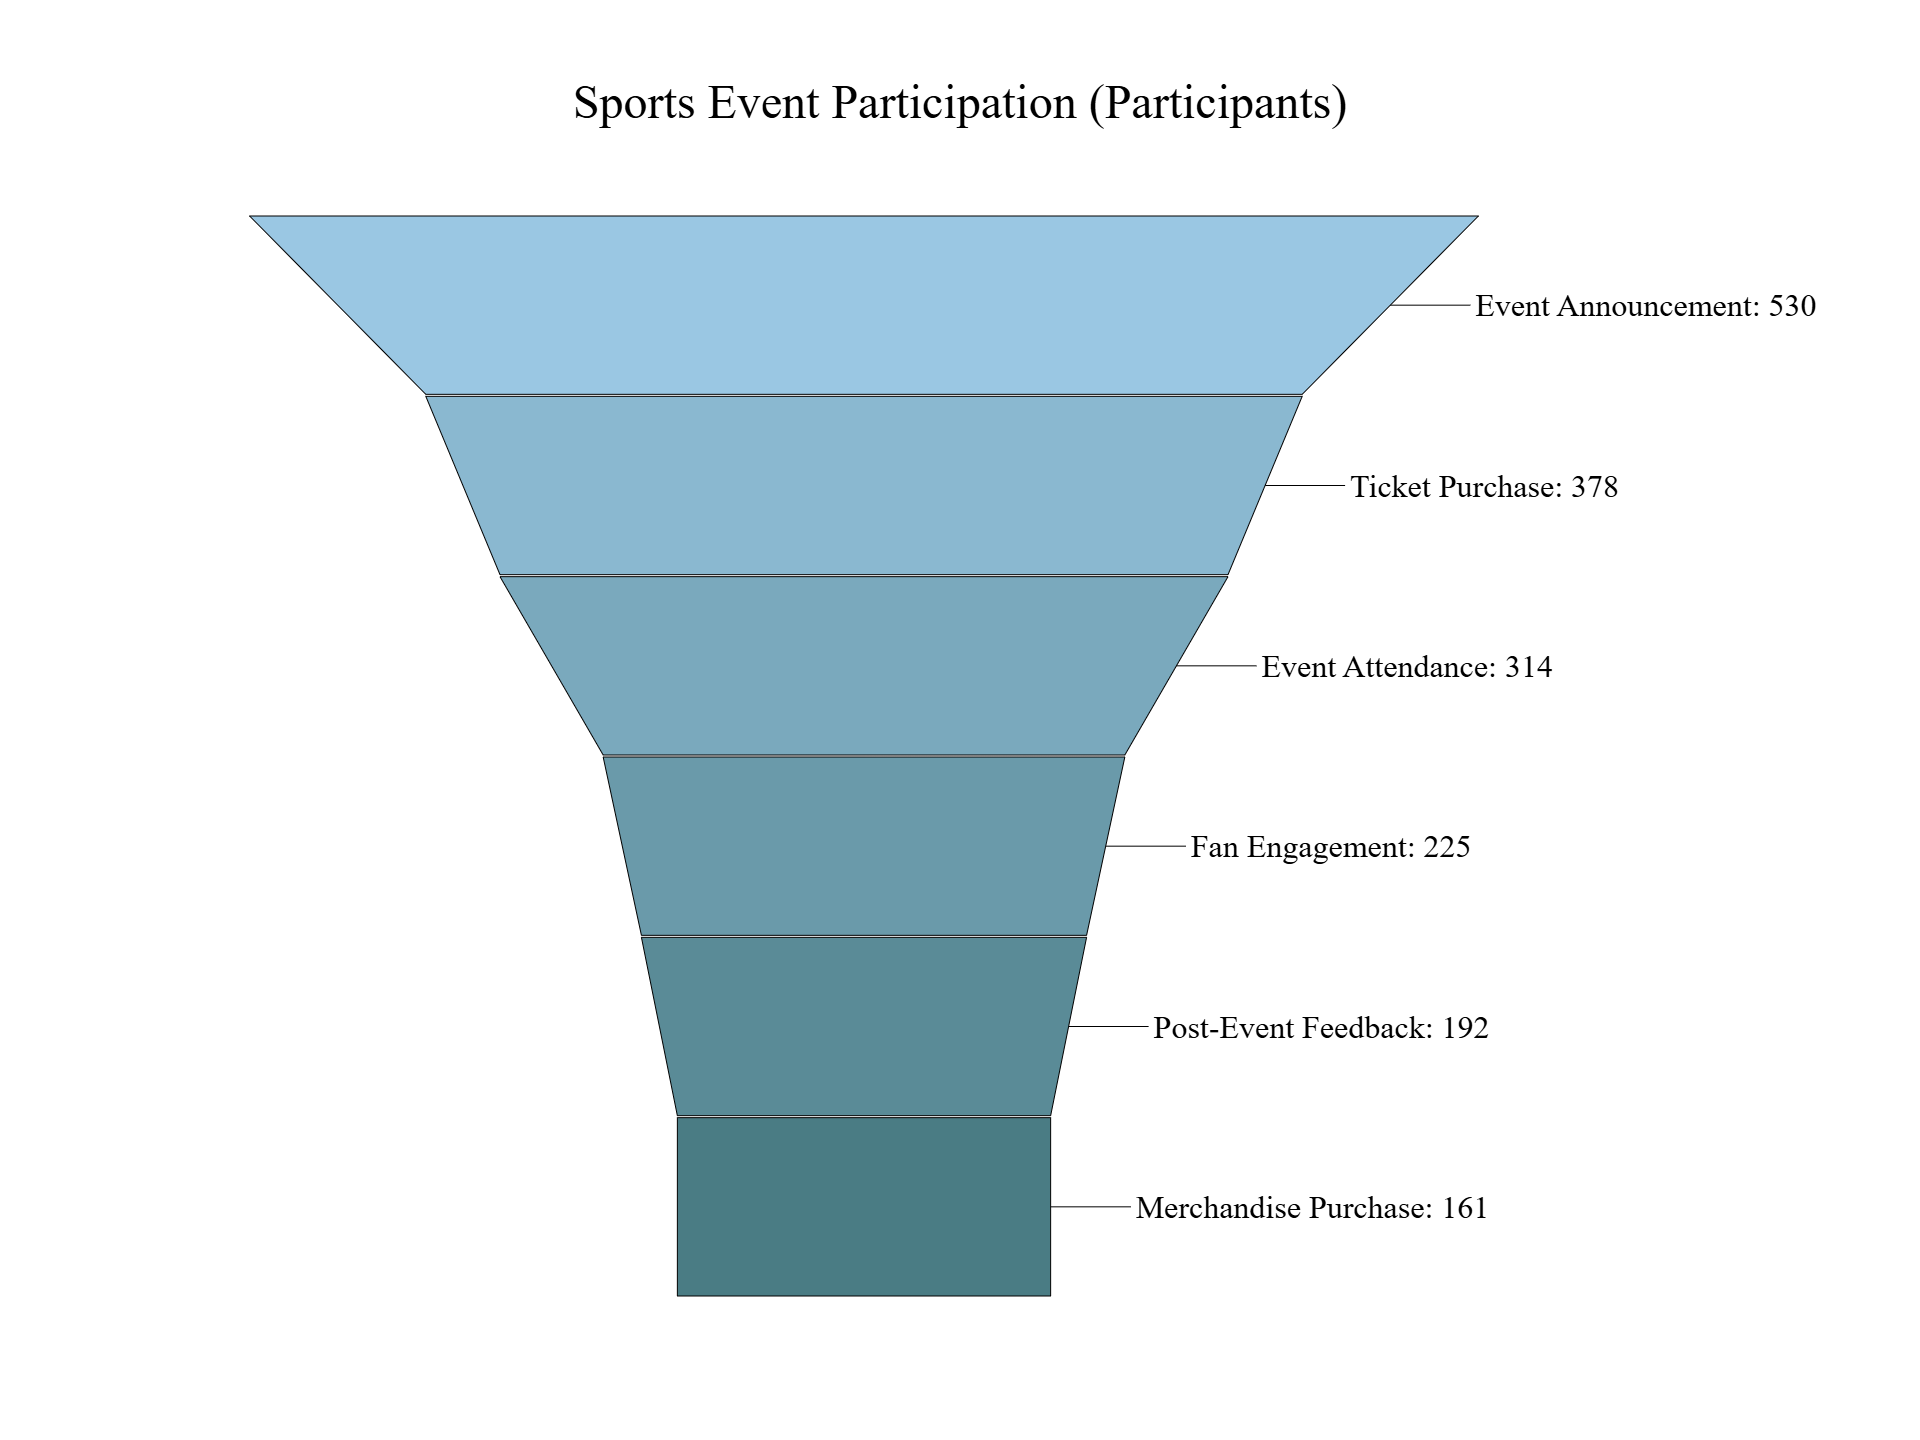 Sports Event Participation (Participants)
Event Announcement: 530
Ticket Purchase: 378
Event Attendance: 314
Fan Engagement: 225
Post-Event Feedback: 192
Merchandise Purchase: 161